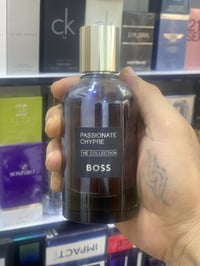 ck
PASSIONATE
CHYPRE
THE COLLECTION
BOSS
IMPACT